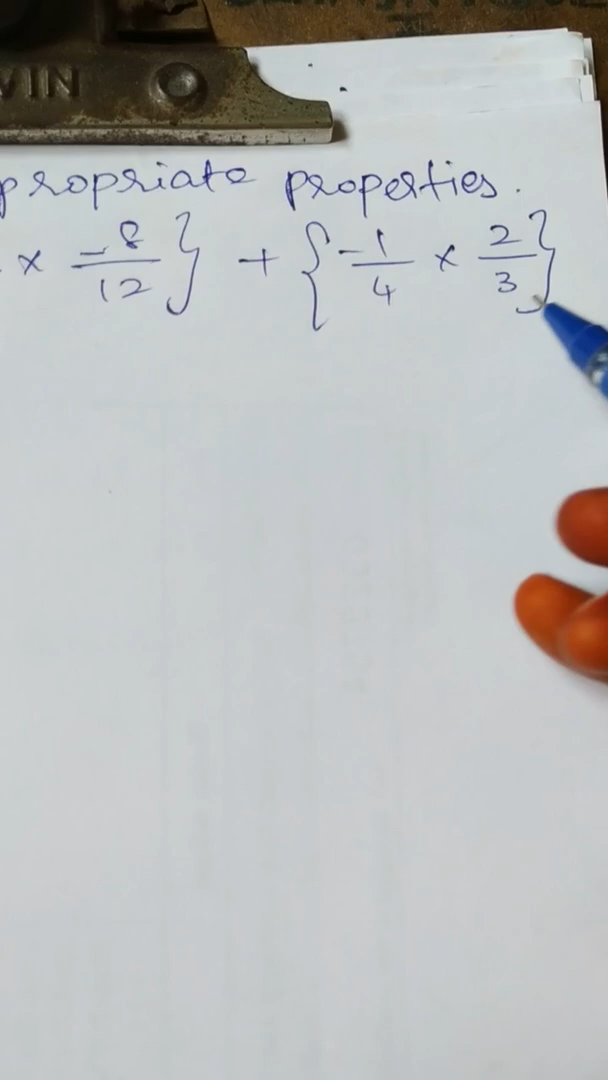 VIN
propriate properties.
× -8/12} + {-1/4 × 2/3}